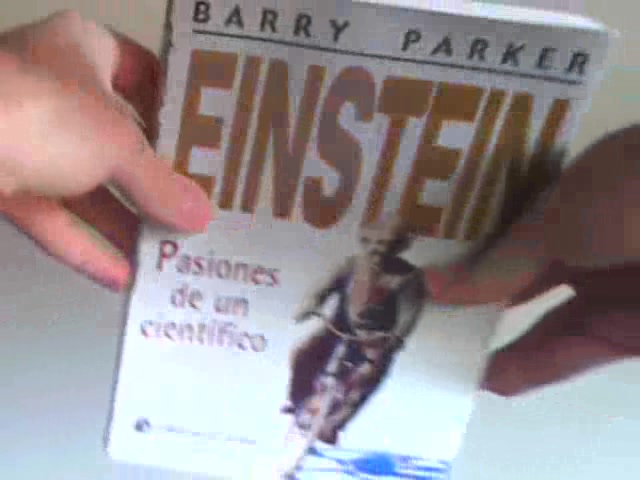 BARRY PARKER
EINSTEIN
Pasiones
de un
científico